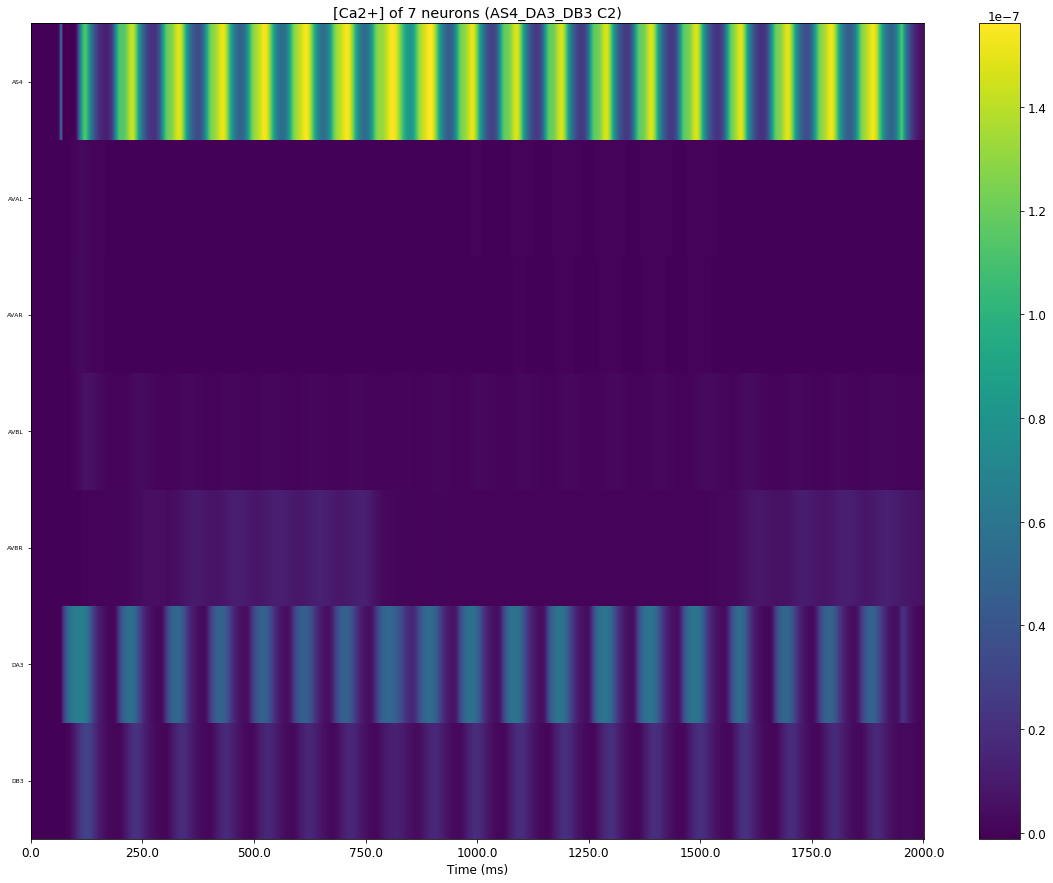 [Ca2+] of 7 neurons (AS4_DA3_DB3 C2)
1e−7
AS4
AVAL
AVAR
AVBL
AVBR
DA3
DB3
1.4
1.2
1.0
0.8
0.6
0.4
0.2
0.0
0.0 250.0 500.0 750.0 1000.0 1250.0 1500.0 1750.0 2000.0
Time (ms)